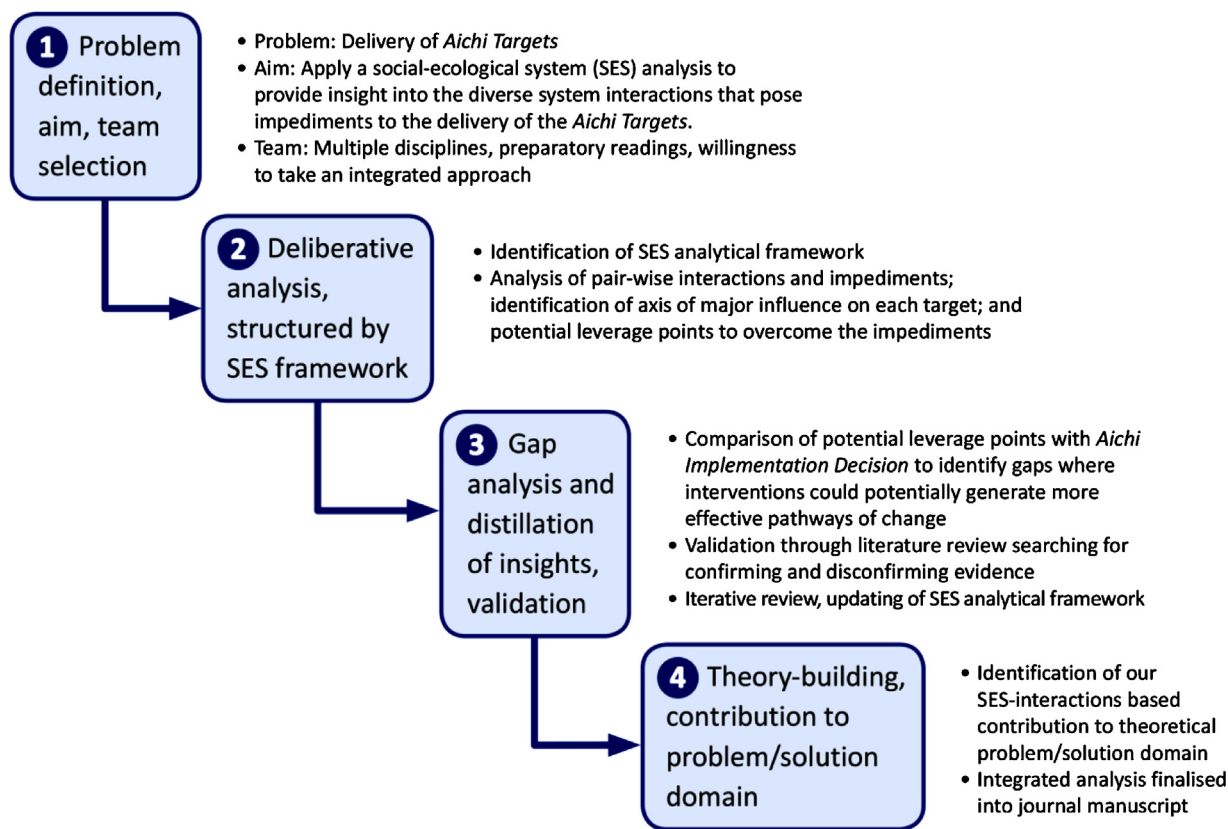 1 Problem
definition,
aim, team
selection
• Problem: Delivery of Aichi Targets
• Aim: Apply a social-ecological system (SES) analysis to
provide insight into the diverse system interactions that pose
impediments to the delivery of the Aichi Targets.
• Team: Multiple disciplines, preparatory readings, willingness
to take an integrated approach
2 Deliberative
analysis,
structured by
SES framework
• Identification of SES analytical framework
• Analysis of pair-wise interactions and impediments;
identification of axis of major influence on each target; and
potential leverage points to overcome the impediments
3 Gap
analysis and
distillation
of insights,
validation
• Comparison of potential leverage points with Aichi
Implementation Decision to identify gaps where
interventions could potentially generate more
effective pathways of change
• Validation through literature review searching for
confirming and disconfirming evidence
• Iterative review, updating of SES analytical framework
4 Theory-building,
contribution to
problem/solution
domain
• Identification of our
SES-interactions based
contribution to theoretical
problem/solution domain
• Integrated analysis finalised
into journal manuscript